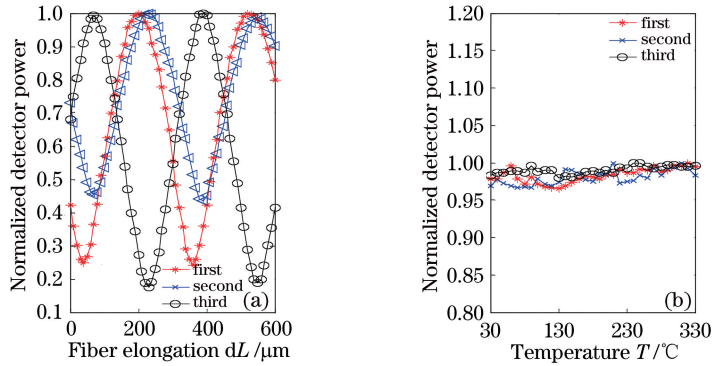 Normalized detector power
1.0
0.9
0.8
0.7
0.6
0.5
0.4
0.3
0.2
0.1
first
second
third
(a)
0
200
400
600
Fiber elongation dL /μm
Normalized detector power
1.20
1.15
1.10
1.05
1.00
0.95
0.90
0.85
0.80
first
second
third
(b)
30
130
230
330
Temperature T /℃